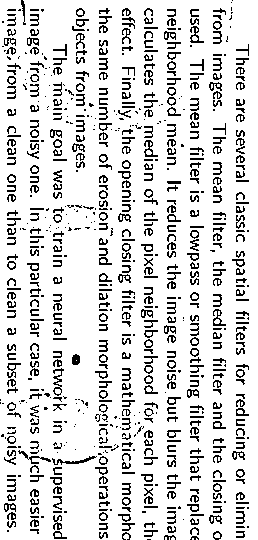 There are several classic spatial filters for reducing or elimin
from images. The mean filter, the median filter and the closing o
used. The mean filter is a lowpass or smoothing filter that replace
neighborhood mean. It reduces the image noise but blurs the imag
calculates the median of the pixel neighborhood for each pixel, th
effect. Finally, the opening closing filter is a mathematical morpho
the same number of erosion and dilation morphological operations
objects from images.
The main goal was to train a neural network in a supervised
image from a noisy one. In this particular case, it was much easier
image from a clean one than to clean a subset of noisy images.